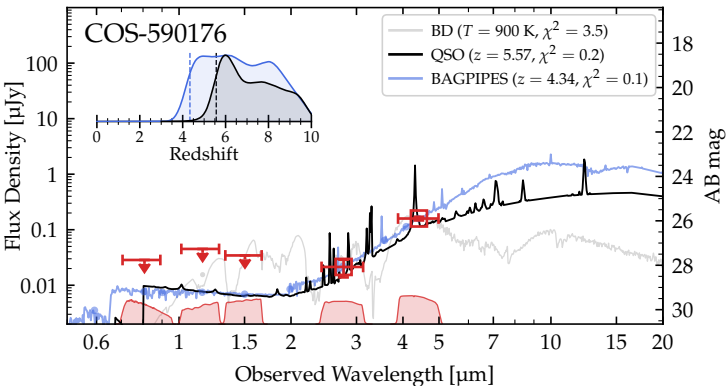 COS-590176
BD (T = 900 K, χ² = 3.5)
QSO (z = 5.57, χ² = 0.2)
BAGPIPES (z = 4.34, χ² = 0.1)
0 2 4 6 8 10
Redshift
100
10
1
0.1
0.01
Flux Density [μJy]
18
20
22
24
26
28
30
AB mag
0.6 1 1.5 2 3 4 5 7 10 15 20
Observed Wavelength [μm]